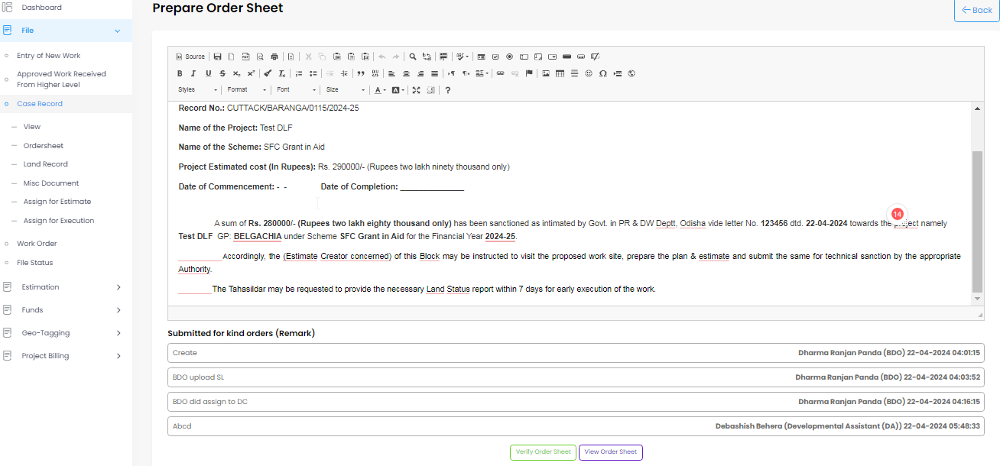 Dashboard
File
Entry of New Work
Approved Work Received
From Higher Level
Case Record
View
Ordersheet
Land Record
Misc Document
Assign for Estimate
Assign for Execution
Work Order
File Status
Estimation
Funds
Geo-Tagging
Project Billing
Prepare Order Sheet
Back
Source
Styles Format Font Size
Record No.: CUTTACK/BARANGA/0115/2024-25
Name of the Project: Test DLF
Name of the Scheme: SFC Grant in Aid
Project Estimated cost (In Rupees): Rs. 290000/- (Rupees two lakh ninety thousand only)
Date of Commencement: - - Date of Completion: ______________
14
A sum of Rs. 280000/- (Rupees two lakh eighty thousand only) has been sanctioned as intimated by Govt. in PR & DW Deptt, Odisha vide letter No. 123456 dtd. 22-04-2024 towards the project namely
Test DLF GP: BELGACHIA under Scheme SFC Grant in Aid for the Financial Year 2024-25.
Accordingly, the (Estimate Creator concerned) of this Block may be instructed to visit the proposed work site, prepare the plan & estimate and submit the same for technical sanction by the appropriate
Authority.
The Tahasildar may be requested to provide the necessary Land Status report within 7 days for early execution of the work.
Submitted for kind orders (Remark)
Create Dharma Ranjan Panda (BDO) 22-04-2024 04:01:15
BDO upload SL Dharma Ranjan Panda (BDO) 22-04-2024 04:03:52
BDO did assign to DC Dharma Ranjan Panda (BDO) 22-04-2024 04:16:15
Abcd Debashish Behera (Developmental Assistant (DA)) 22-04-2024 05:48:33
Verify Order Sheet View Order Sheet